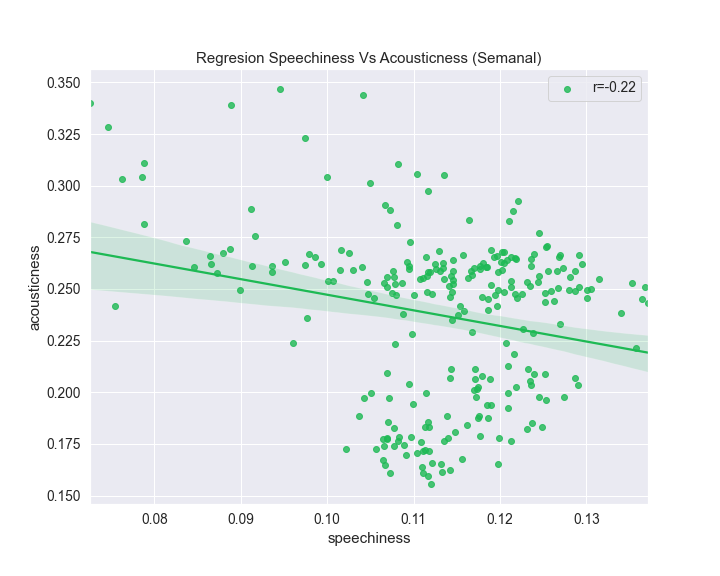 Regresion Speechiness Vs Acousticness (Semanal)
r=-0.22
0.350
0.325
0.300
0.275
0.250
0.225
0.200
0.175
0.150
acousticness
0.08 0.09 0.10 0.11 0.12 0.13
speechiness